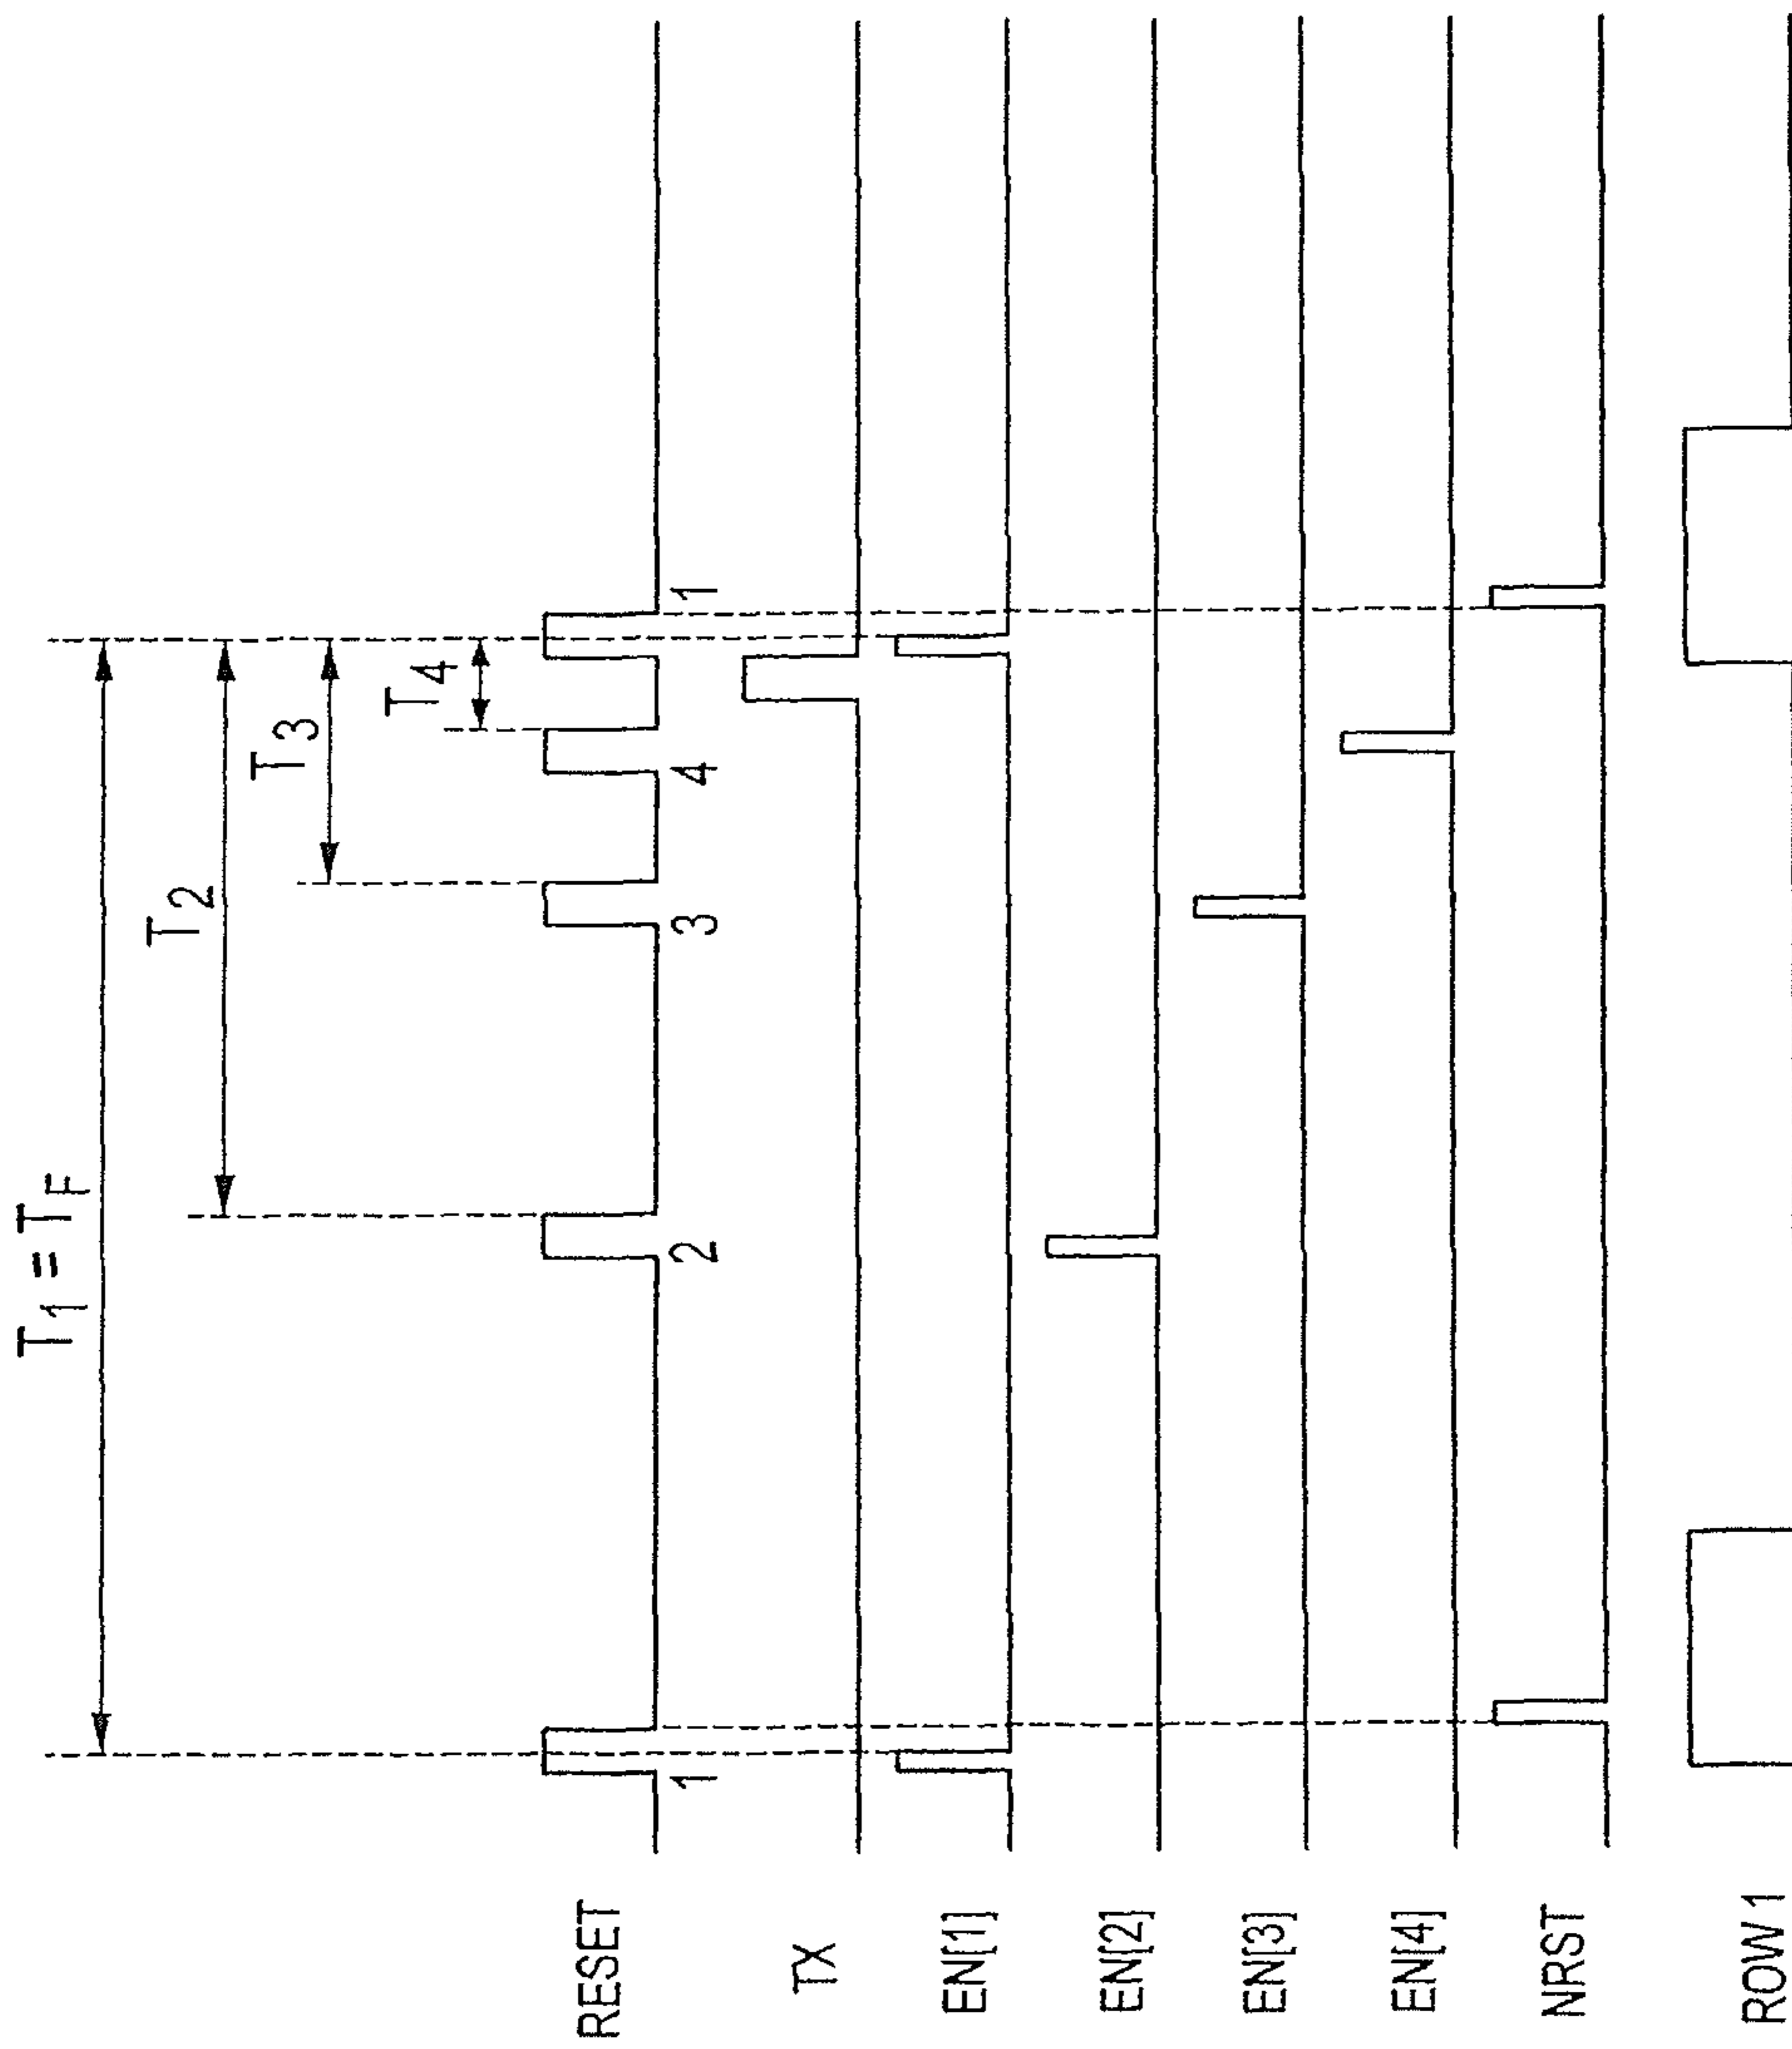 T1 = TF
T2
T3
T4
RESET
1
2
3
4
1
TX
EN[1]
EN[2]
EN[3]
EN[4]
NRST
ROW 1